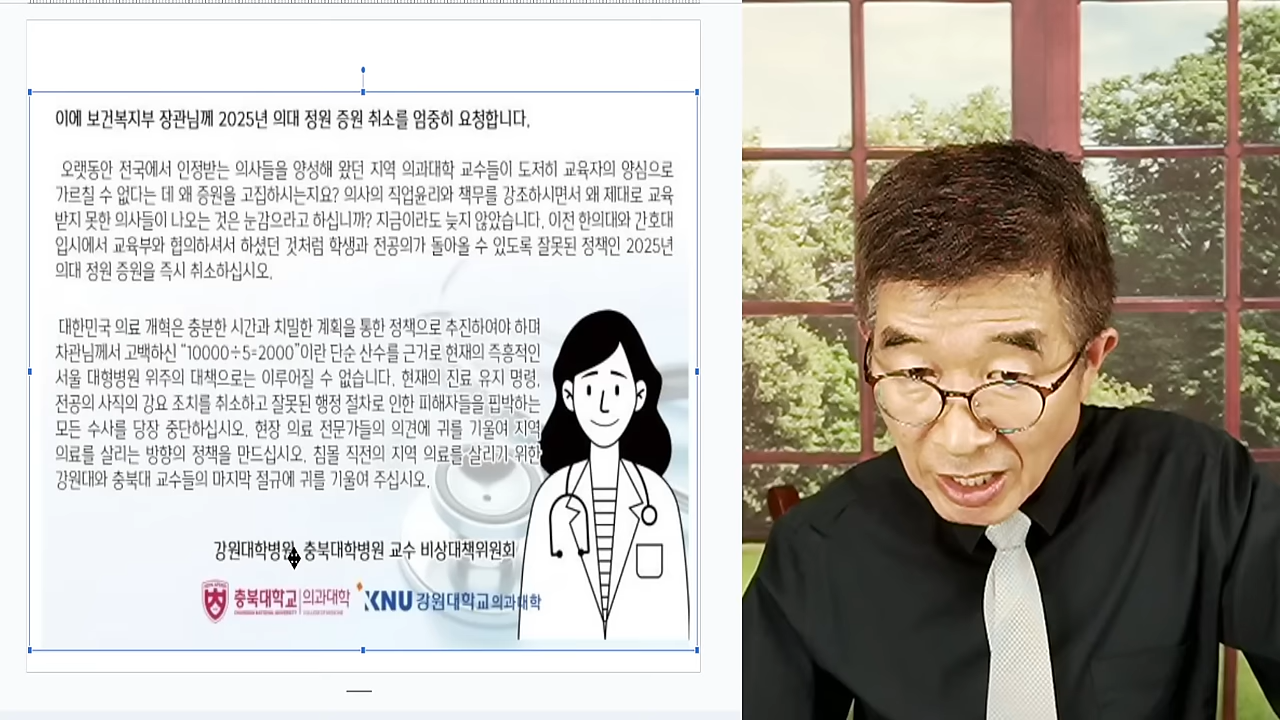 이에 보건복지부 장관님께 2025년 의대 정원 증원 취소를 엄중히 요청합니다.
오랫동안 전국에서 인정받는 의사들을 양성해 왔던 지역 의과대학 교수들이 도저히 교육자의 양심으로
가르칠 수 없다는 데 왜 증원을 고집하시는지요? 의사의 직업윤리와 책무를 강조하시면서 왜 제대로 교육
받지 못한 의사들이 나오는 것은 눈감으라고 하십니까? 지금이라도 늦지 않았습니다. 이전 한의대와 간호대
입시에서 교육부와 협의하셔서 하셨던 것처럼 학생과 전공의가 돌아올 수 있도록 잘못된 정책인 2025년
의대 정원 증원을 즉시 취소하십시오.
대한민국 의료 개혁은 충분한 시간과 치밀한 계획을 통한 정책으로 추진하여야 하며
차관님께서 고백하신 “10000÷5=2000”이란 단순 산수를 근거로 현재의 즉흥적인
서울 대형병원 위주의 대책으로는 이루어질 수 없습니다. 현재의 진료 유지 명령,
전공의 사직의 강요 조치를 취소하고 잘못된 행정 절차로 인한 피해자들을 핍박하는
모든 수사를 당장 중단하십시오. 현장 의료 전문가들의 의견에 귀를 기울여 지역
의료를 살리는 방향의 정책을 만드십시오. 침몰 직전의 지역 의료를 살리기 위한
강원대와 충북대 교수들의 마지막 절규에 귀를 기울여 주십시오.
강원대학병원, 충북대학병원 교수 비상대책위원회
충북대학교 의과대학 KNU 강원대학교의과대학